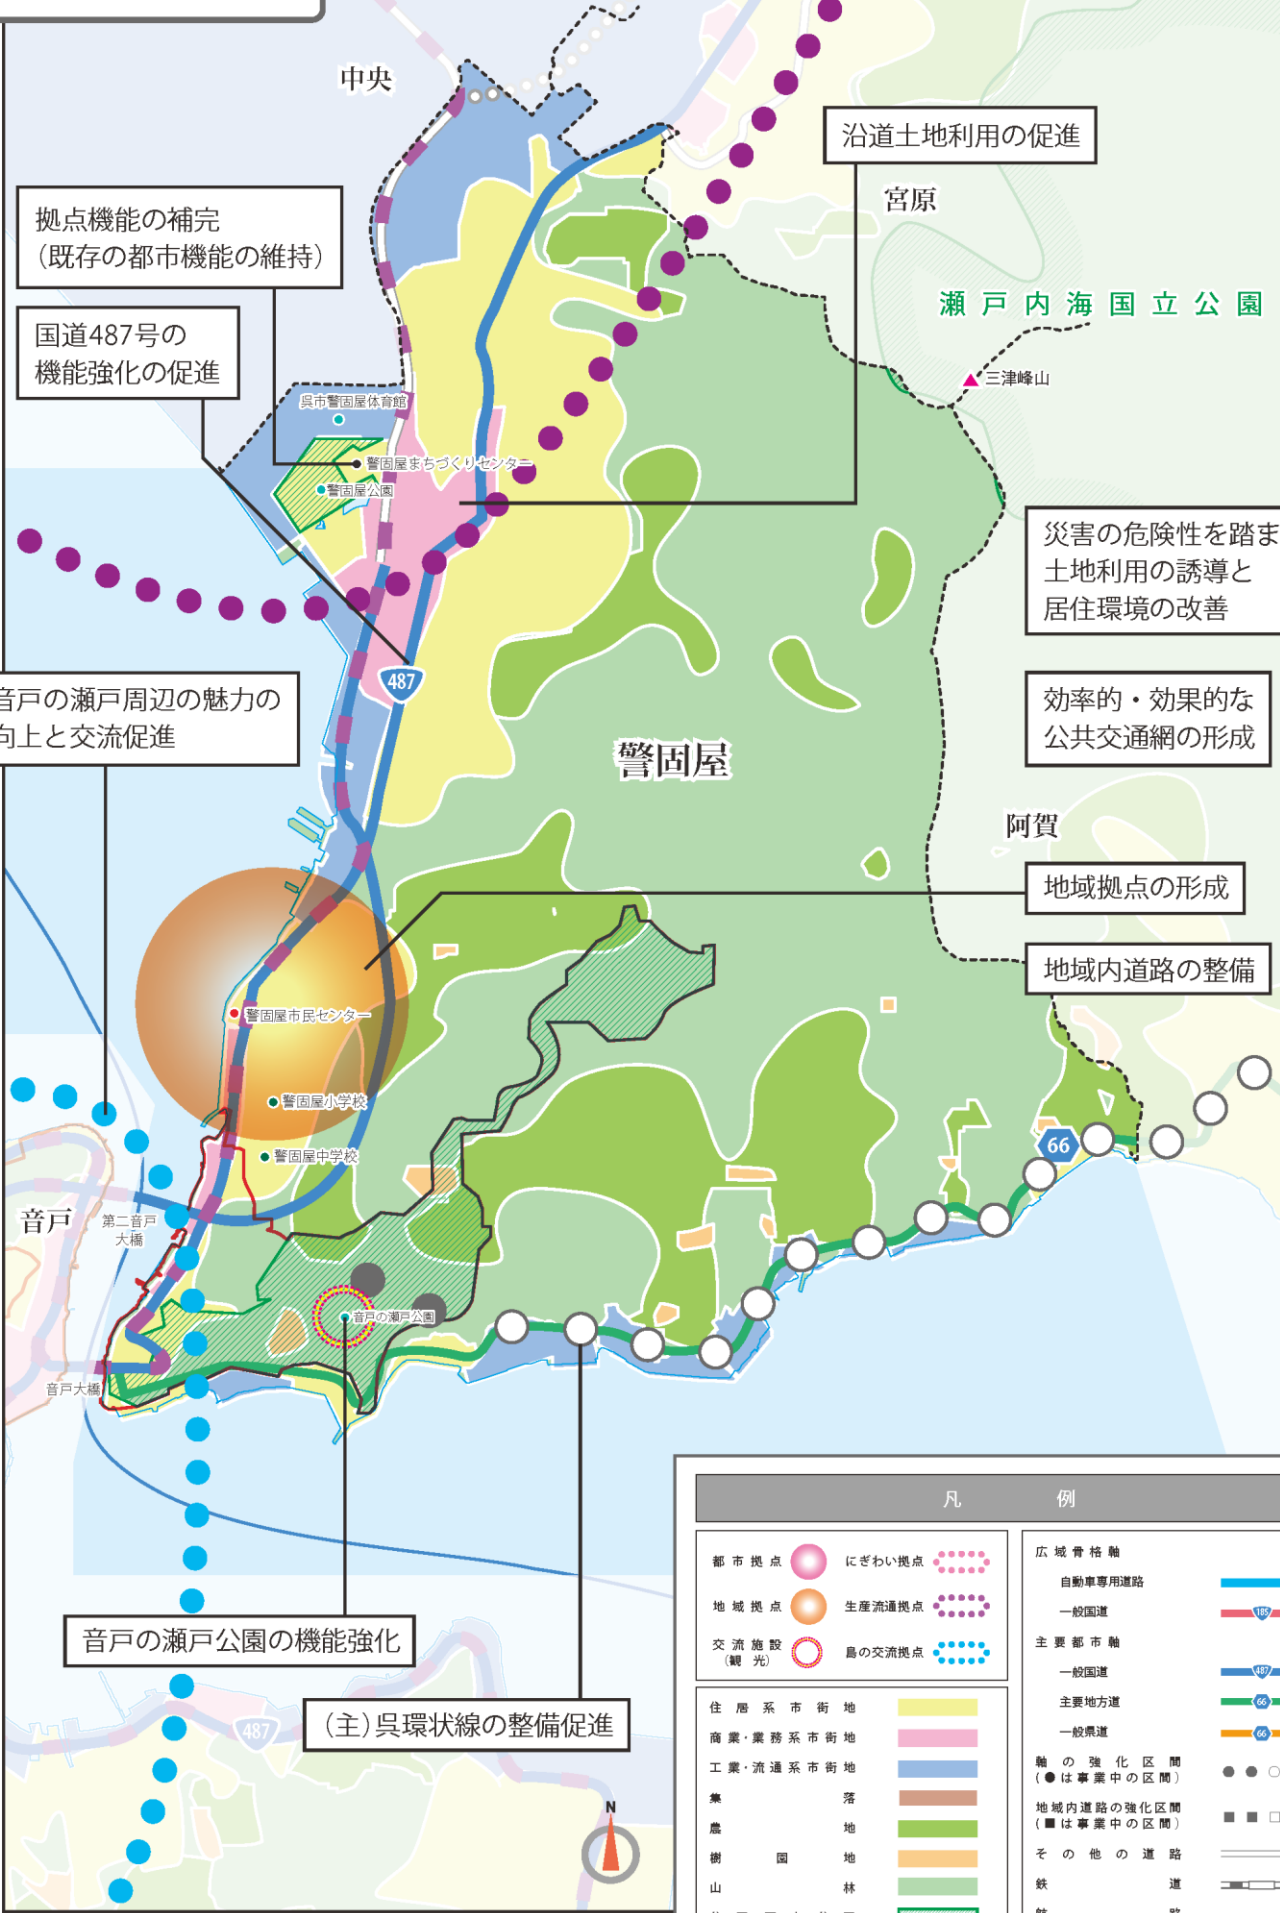 中央
沿道土地利用の促進
宮原
拠点機能の補完
(既存の都市機能の維持)
瀬戸内海国立公園
国道487号の
機能強化の促進
三津峰山
呉市警固屋体育館
警固屋まちづくりセンター
警固屋公園
災害の危険性を踏ま
土地利用の誘導と
居住環境の改善
487
音戸の瀬戸周辺の魅力の
向上と交流促進
効率的・効果的な
公共交通網の形成
警固屋
阿賀
地域拠点の形成
地域内道路の整備
警固屋市民センター
警固屋小学校
66
警固屋中学校
音戸
第二音戸
大橋
音戸の瀬戸公園
音戸大橋
凡例
都市拠点
にぎわい拠点
地域拠点
生産流通拠点
交流施設
(観光)
島の交流拠点
広域骨格軸
自動車専用道路
一般国道
185
主要都市軸
一般国道
487
主要地方道
66
一般県道
66
軸の強化区間
(●は事業中の区間)
地域内道路の強化区間
(■は事業中の区間)
その他の道路
鉄道
住居系市街地
商業・業務系市街地
工業・流通系市街地
集落
農地
樹園地
山林
音戸の瀬戸公園の機能強化
(主)呉環状線の整備促進
487
N